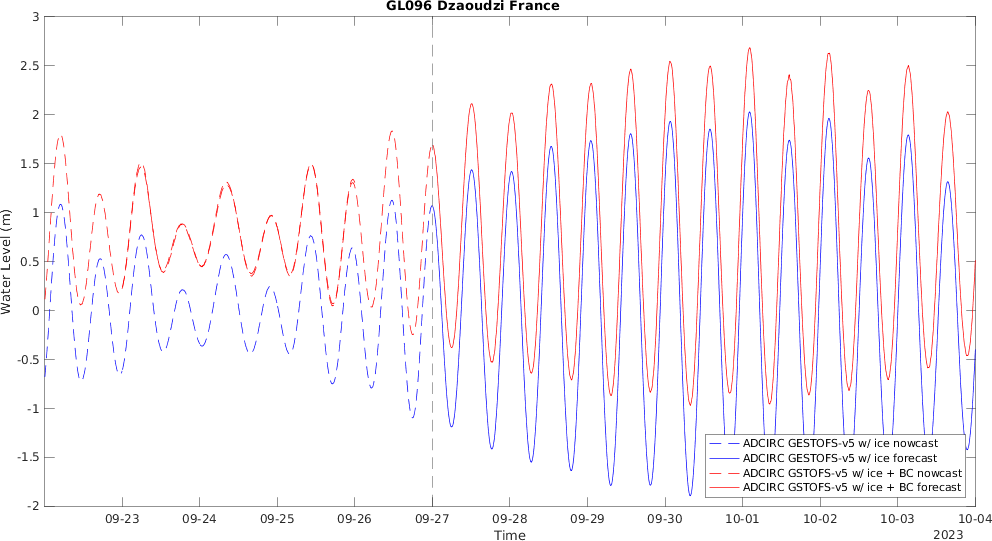 GL096 Dzaoudzi France
3
2.5
2
1.5
1
0.5
0
-0.5
-1
-1.5
-2
Water Level (m)
ADCIRC GESTOFS-v5 w/ ice nowcast
ADCIRC GESTOFS-v5 w/ ice forecast
ADCIRC GSTOFS-v5 w/ ice + BC nowcast
ADCIRC GSTOFS-v5 w/ ice + BC forecast
09-23 09-24 09-25 09-26 09-27 09-28 09-29 09-30 10-01 10-02 10-03 10-04
Time
2023